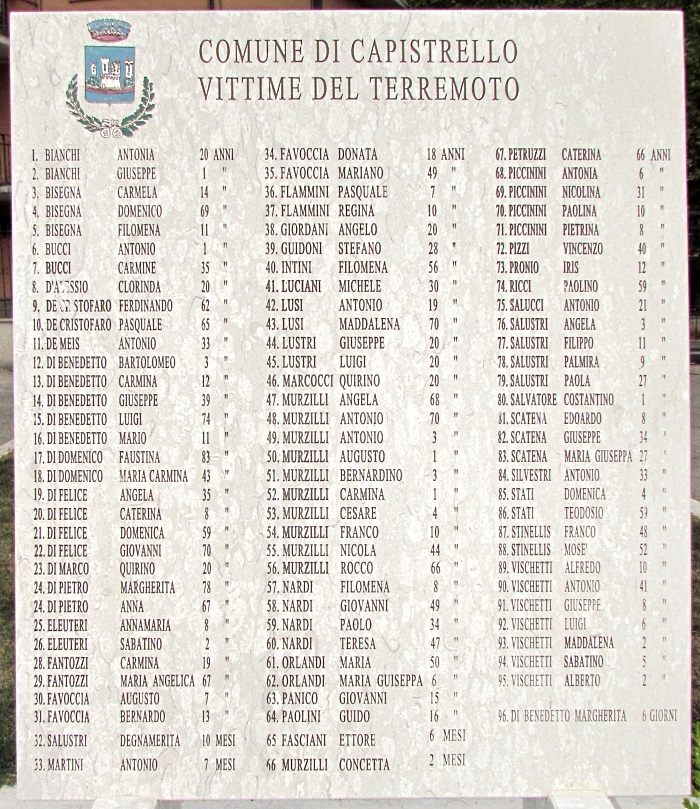 COMUNE DI CAPISTRELLO
VITTIME DEL TERREMOTO
1. BIANCHI ANTONIA 20 ANNI
2. BIANCHI GIUSEPPE 1 "
3. BISEGNA CARMELA 14 "
4. BISEGNA DOMENICO 69 "
5. BISEGNA FILOMENA 11 "
6. BUCCI ANTONIO 1 "
7. BUCCI CARMINE 35 "
8. D'ALESSIO CLORINDA 20 "
9. DE CRISTOFARO FERDINANDO 62 "
10. DE CRISTOFARO PASQUALE 65 "
11. DE MEIS ANTONIO 33 "
12. DI BENEDETTO BARTOLOMEO 3 "
13. DI BENEDETTO CARMINA 12 "
14. DI BENEDETTO GIUSEPPE 39 "
15. DI BENEDETTO LUIGI 74 "
16. DI BENEDETTO MARIO 11 "
17. DI DOMENICO FAUSTINA 83 "
18. DI DOMENICO MARIA CARMINA 43 "
19. DI FELICE ANGELA 35 "
20. DI FELICE CATERINA 8 "
21. DI FELICE DOMENICA 59 "
22. DI FELICE GIOVANNI 70 "
23. DI MARCO QUIRINO 20 "
24. DI PIETRO MARGHERITA 78 "
24. DI PIETRO ANNA 67 "
25. ELEUTERI ANNAMARIA 8 "
26. ELEUTERI SABATINO 2 "
28. FANTOZZI CARMINA 19 "
29. FANTOZZI MARIA ANGELICA 67 "
30. FAVOCCIA AUGUSTO 7 "
31. FAVOCCIA BERNARDO 13 "
32. SALUSTRI DEGNAMERITA 10 MESI
33. MARTINI ANTONIO 7 MESI
34. FAVOCCIA DONATA 18 ANNI
35. FAVOCCIA MARIANO 49 "
36. FLAMMINI PASQUALE 7 "
37. FLAMMINI REGINA 10 "
38. GIORDANI ANGELO 20 "
39. GUIDONI STEFANO 28 "
40. INTINI FILOMENA 56 "
41. LUCIANI MICHELE 30 "
42. LUSI ANTONIO 19 "
43. LUSI MADDALENA 70 "
44. LUSTRI GIUSEPPE 20 "
45. LUSTRI LUIGI 20 "
46. MARCOCCI QUIRINO 20 "
47. MURZILLI ANGELA 68 "
48. MURZILLI ANTONIO 70 "
49. MURZILLI ANTONIO 3 "
50. MURZILLI AUGUSTO 1 "
51. MURZILLI BERNARDINO 3 "
52. MURZILLI CARMINA 1 "
53. MURZILLI CESARE 4 "
54. MURZILLI FRANCO 10 "
55. MURZILLI NICOLA 44 "
56. MURZILLI ROCCO 66 "
57. NARDI FILOMENA 8 "
58. NARDI GIOVANNI 49 "
59. NARDI PAOLO 34 "
60. NARDI TERESA 47 "
61. ORLANDI MARIA 50 "
62. ORLANDI MARIA GUISEPPA 6 "
63. PANICO GIOVANNI 15 "
64. PAOLINI GUIDO 16 "
65 FASCIANI ETTORE 6 MESI
66 MURZILLI CONCETTA 2 MESI
67. PETRUZZI CATERINA 66 ANNI
68. PICCININI ANTONIA 6 "
69. PICCININI NICOLINA 31 "
70. PICCININI PAOLINA 10 "
71. PICCININI PIETRINA 8 "
72. PIZZI VINCENZO 40 "
73. PRONIO IRIS 12 "
74. RICCI PAOLINO 59 "
75. SALUCCI ANTONIO 21 "
76. SALUSTRI ANGELA 3 "
77. SALUSTRI FILIPPO 11 "
78. SALUSTRI PALMIRA 9 "
79. SALUSTRI PAOLA 27 "
80. SALVATORE COSTANTINO 1 "
81. SCATENA EDOARDO 8 "
82. SCATENA GIUSEPPE 34 "
83. SCATENA MARIA GIUSEPPA 27 "
84. SILVESTRI ANTONIO 33 "
85. STATI DOMENICA 4 "
86. STATI TEODOSIO 59 "
87. STINELLIS FRANCO 48 "
88. STINELLIS MOSE' 52 "
89. VISCHETTI ALFREDO 10 "
90. VISCHETTI ANTONIO 41 "
91. VISCHETTI GIUSEPPE 8 "
92. VISCHETTI LUIGI 6 "
93. VISCHETTI MADDALENA 2 "
94. VISCHETTI SABATINO 5 "
95. VISCHETTI ALBERTO 2 "
96. DI BENEDETTO MARGHERITA 6 GIORNI